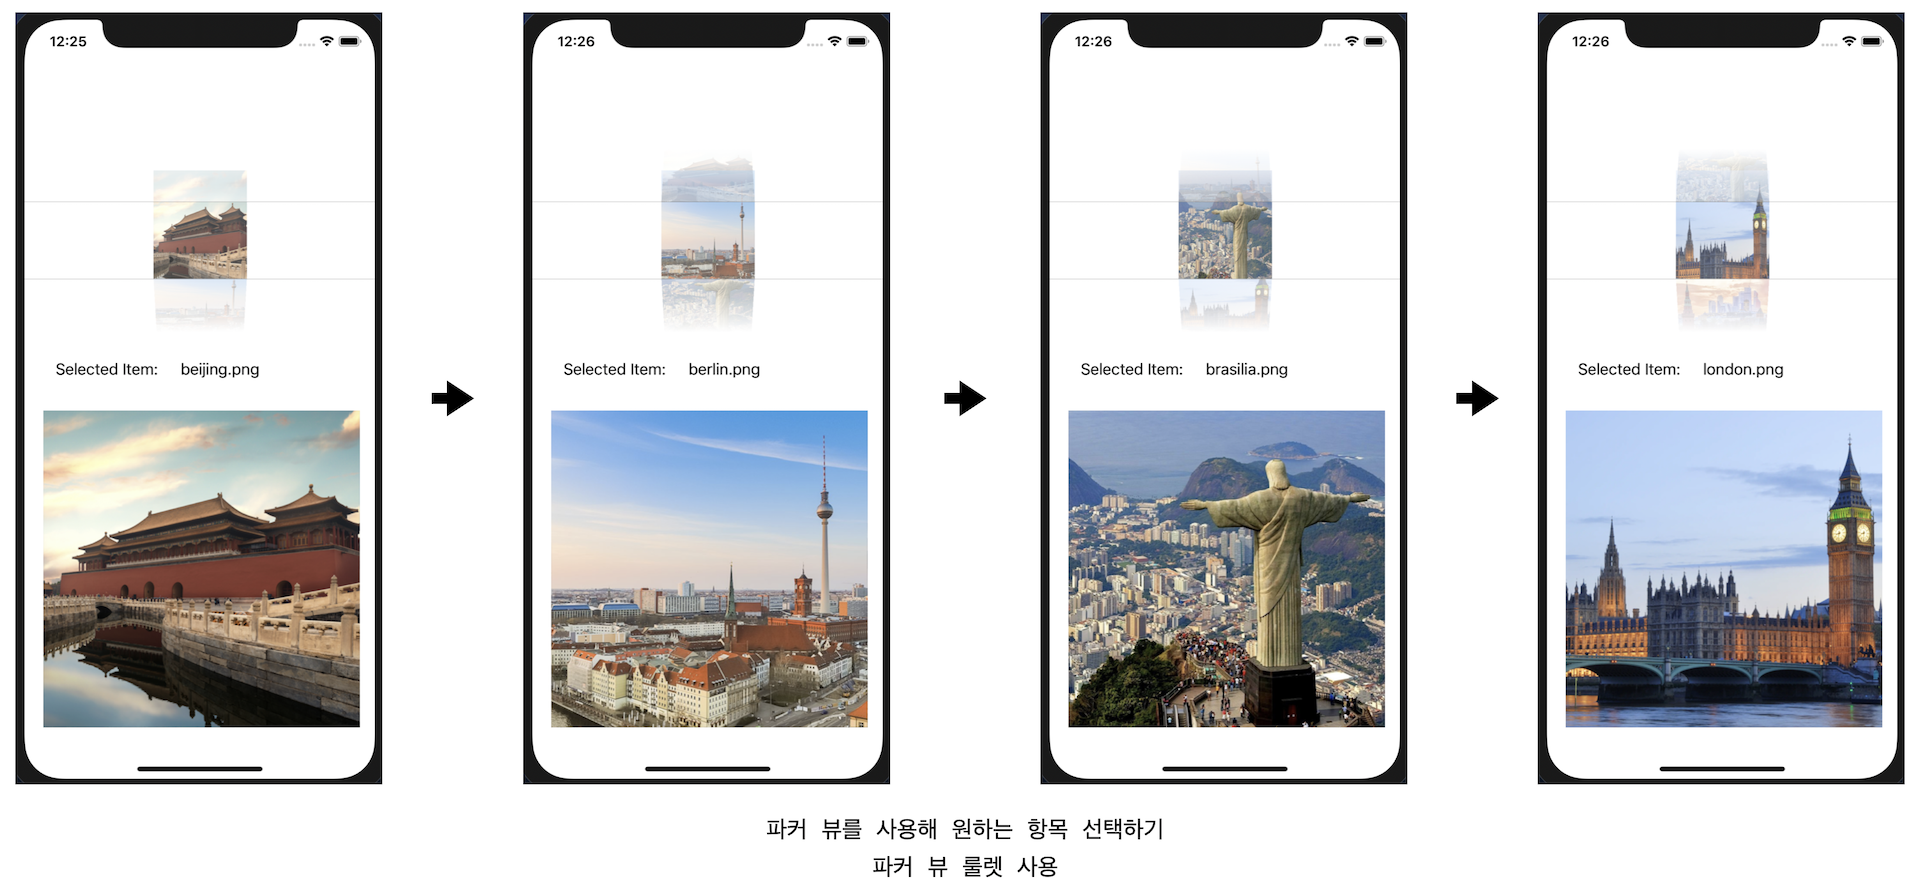 12:25
Selected Item: beijing.png
12:26
Selected Item: berlin.png
12:26
Selected Item: brasilia.png
12:26
Selected Item: london.png
파커 뷰를 사용해 원하는 항목 선택하기
파커 뷰 룰렛 사용